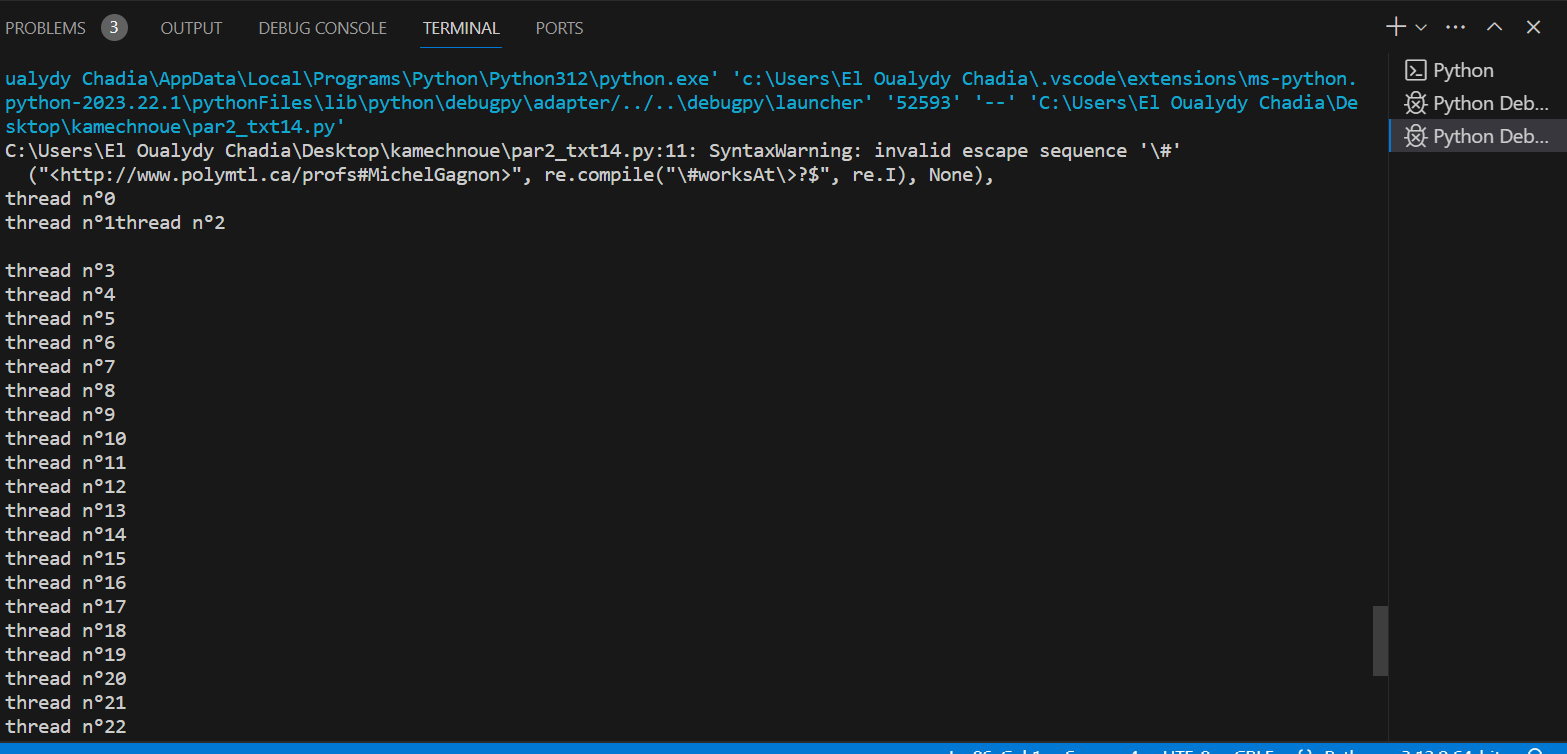 PROBLEMS 3 OUTPUT DEBUG CONSOLE TERMINAL PORTS
ualydy Chadia\AppData\Local\Programs\Python\Python312\python.exe' 'c:\Users\El Oualydy Chadia\.vscode\extensions\ms-python.
python-2023.22.1\pythonFiles\lib\python\debugpy\adapter/../..\debugpy\launcher' '52593' '--' 'C:\Users\El Oualydy Chadia\De
sktop\kamechnoue\par2_txt14.py'
C:\Users\El Oualydy Chadia\Desktop\kamechnoue\par2_txt14.py:11: SyntaxWarning: invalid escape sequence '\#'
("<http://www.polymtl.ca/profs#MichelGagnon>", re.compile("\#worksAt\>?$", re.I), None),
thread n°0
thread n°1thread n°2
thread n°3
thread n°4
thread n°5
thread n°6
thread n°7
thread n°8
thread n°9
thread n°10
thread n°11
thread n°12
thread n°13
thread n°14
thread n°15
thread n°16
thread n°17
thread n°18
thread n°19
thread n°20
thread n°21
thread n°22
Python
Python Deb...
Python Deb...